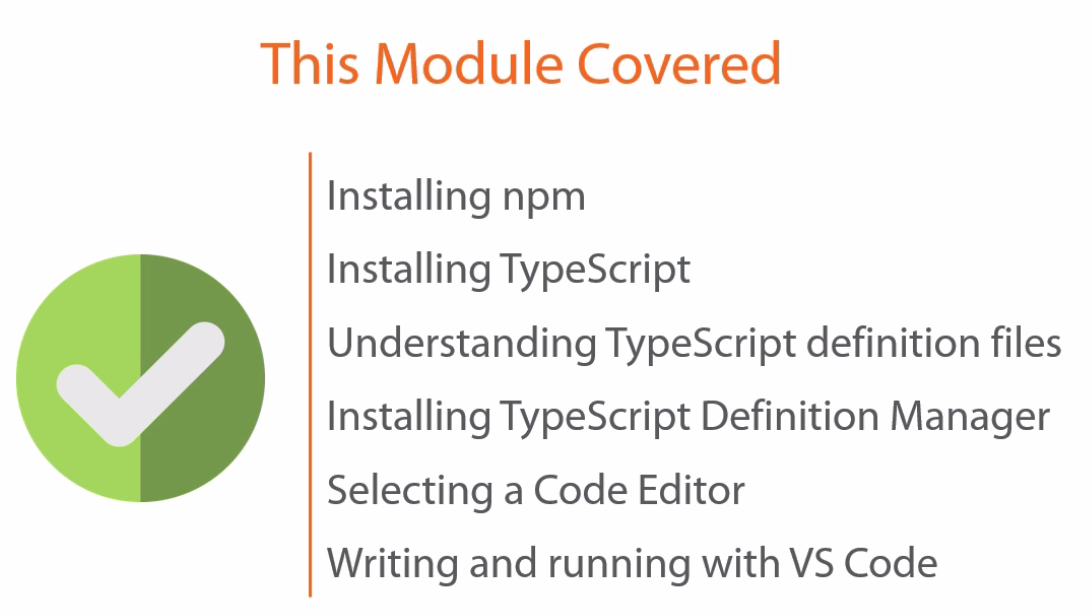 This Module Covered
Installing npm
Installing TypeScript
Understanding TypeScript definition files
Installing TypeScript Definition Manager
Selecting a Code Editor
Writing and running with VS Code